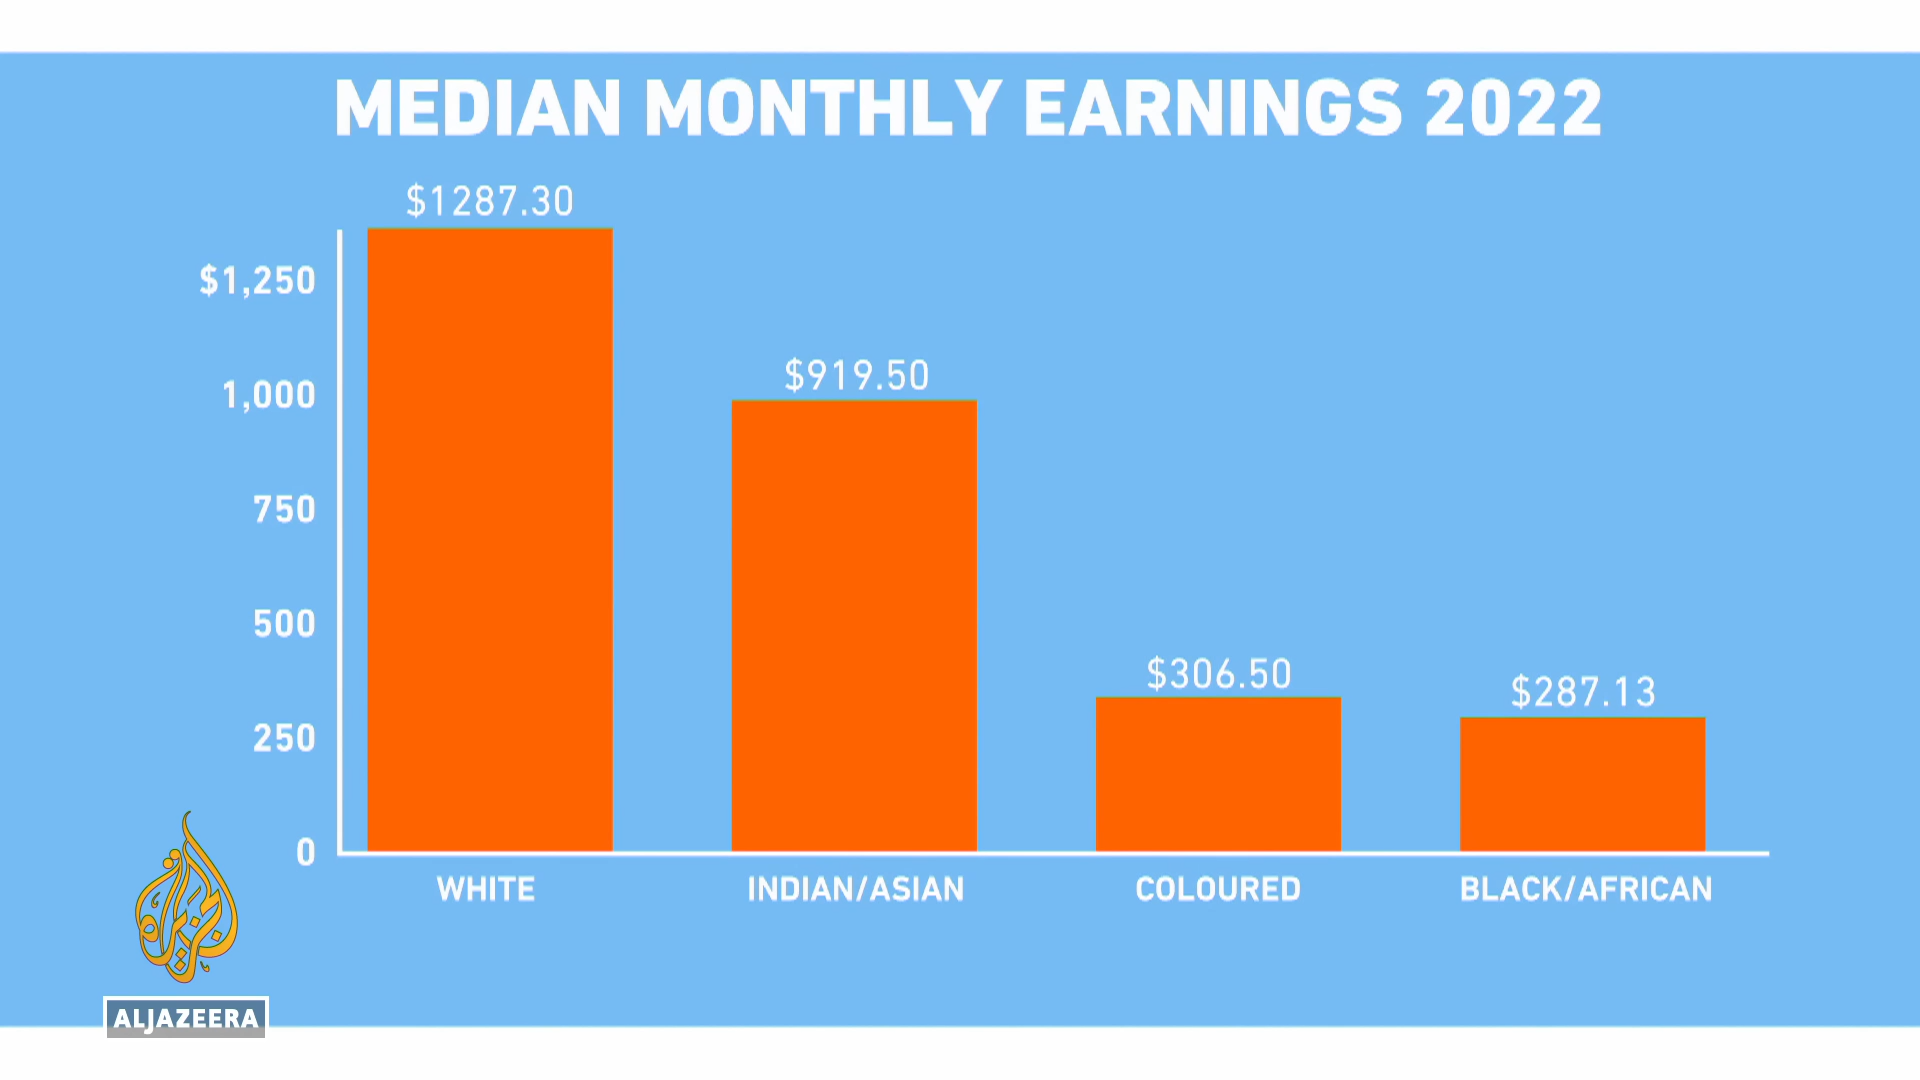 MEDIAN MONTHLY EARNINGS 2022
$1287.30
$1,250
$919.50
1,000
750
500
$306.50
$287.13
250
0
WHITE
INDIAN/ASIAN
COLOURED
BLACK/AFRICAN
الجزيرة
ALJAZEERA